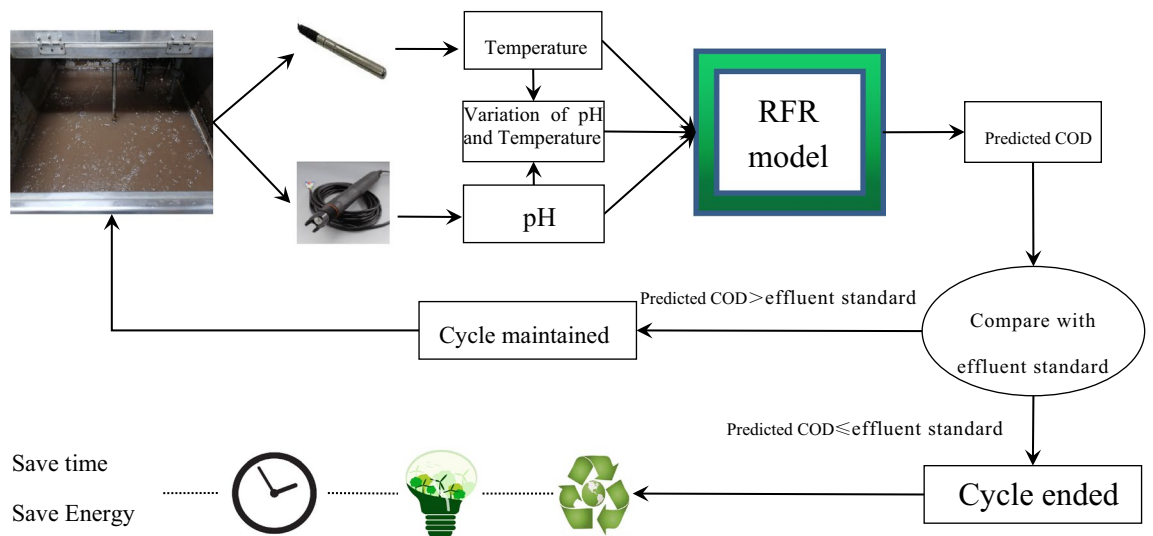 Temperature
Variation of pH
and Temperature
pH
RFR
model
Predicted COD
Predicted COD＞effluent standard
Cycle maintained
Compare with
effluent standard
Predicted COD≤effluent standard
Save time
Save Energy
Cycle ended